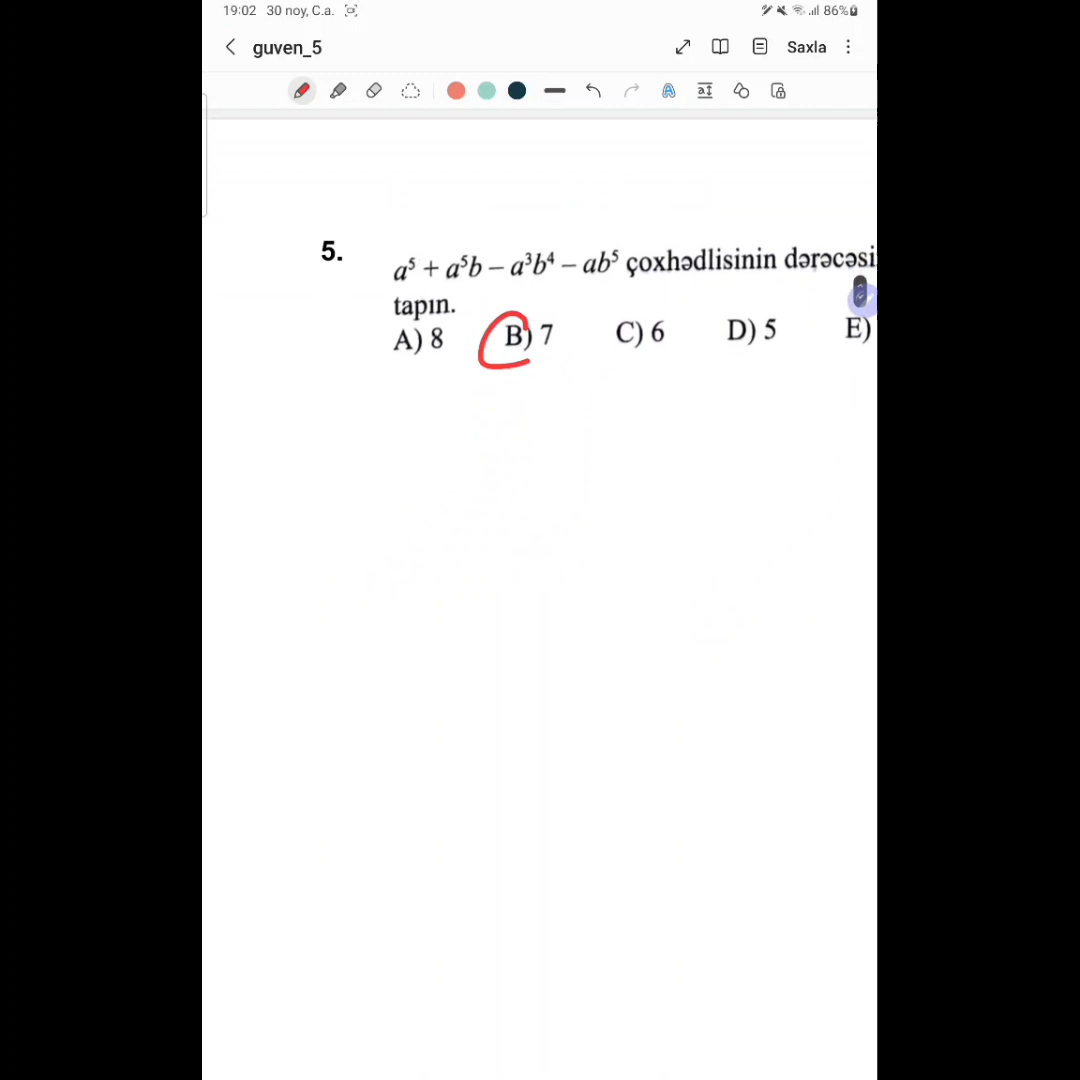 19:02 30 noy, C.a. 86%
guven_5 Saxla
5. a⁵ + a⁵b – a³b⁴ – ab⁵ çoxhədlisinin dərəcəsi
tapın.
A) 8 B) 7 C) 6 D) 5 E)